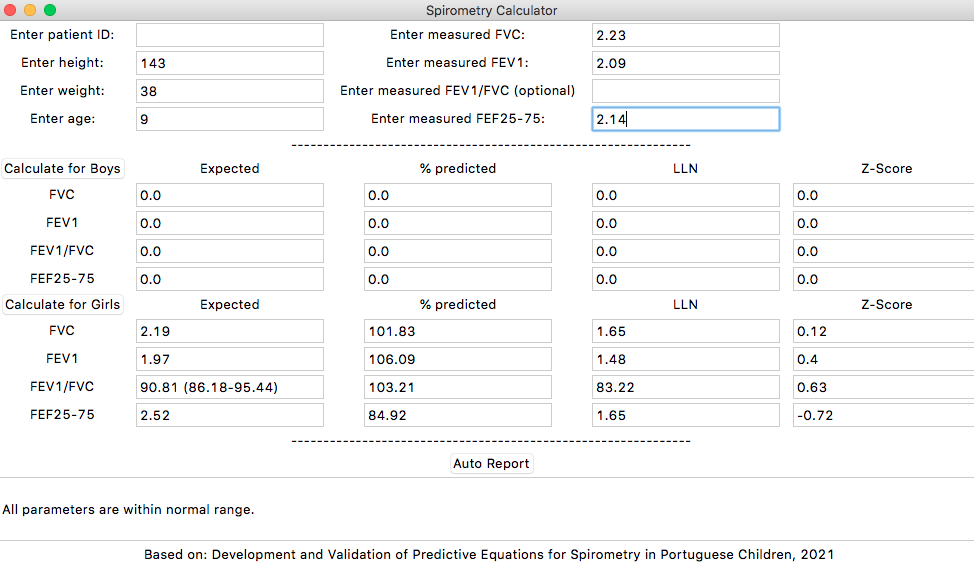 Spirometry Calculator
Enter patient ID: Enter measured FVC: 2.23
Enter height: 143 Enter measured FEV1: 2.09
Enter weight: 38 Enter measured FEV1/FVC (optional)
Enter age: 9 Enter measured FEF25-75: 2.14
----------------------------------------------------------------
Calculate for Boys Expected % predicted LLN Z-Score
FVC 0.0 0.0 0.0 0.0
FEV1 0.0 0.0 0.0 0.0
FEV1/FVC 0.0 0.0 0.0 0.0
FEF25-75 0.0 0.0 0.0 0.0
Calculate for Girls Expected % predicted LLN Z-Score
FVC 2.19 101.83 1.65 0.12
FEV1 1.97 106.09 1.48 0.4
FEV1/FVC 90.81 (86.18-95.44) 103.21 83.22 0.63
FEF25-75 2.52 84.92 1.65 -0.72
----------------------------------------------------------------
Auto Report
All parameters are within normal range.
Based on: Development and Validation of Predictive Equations for Spirometry in Portuguese Children, 2021